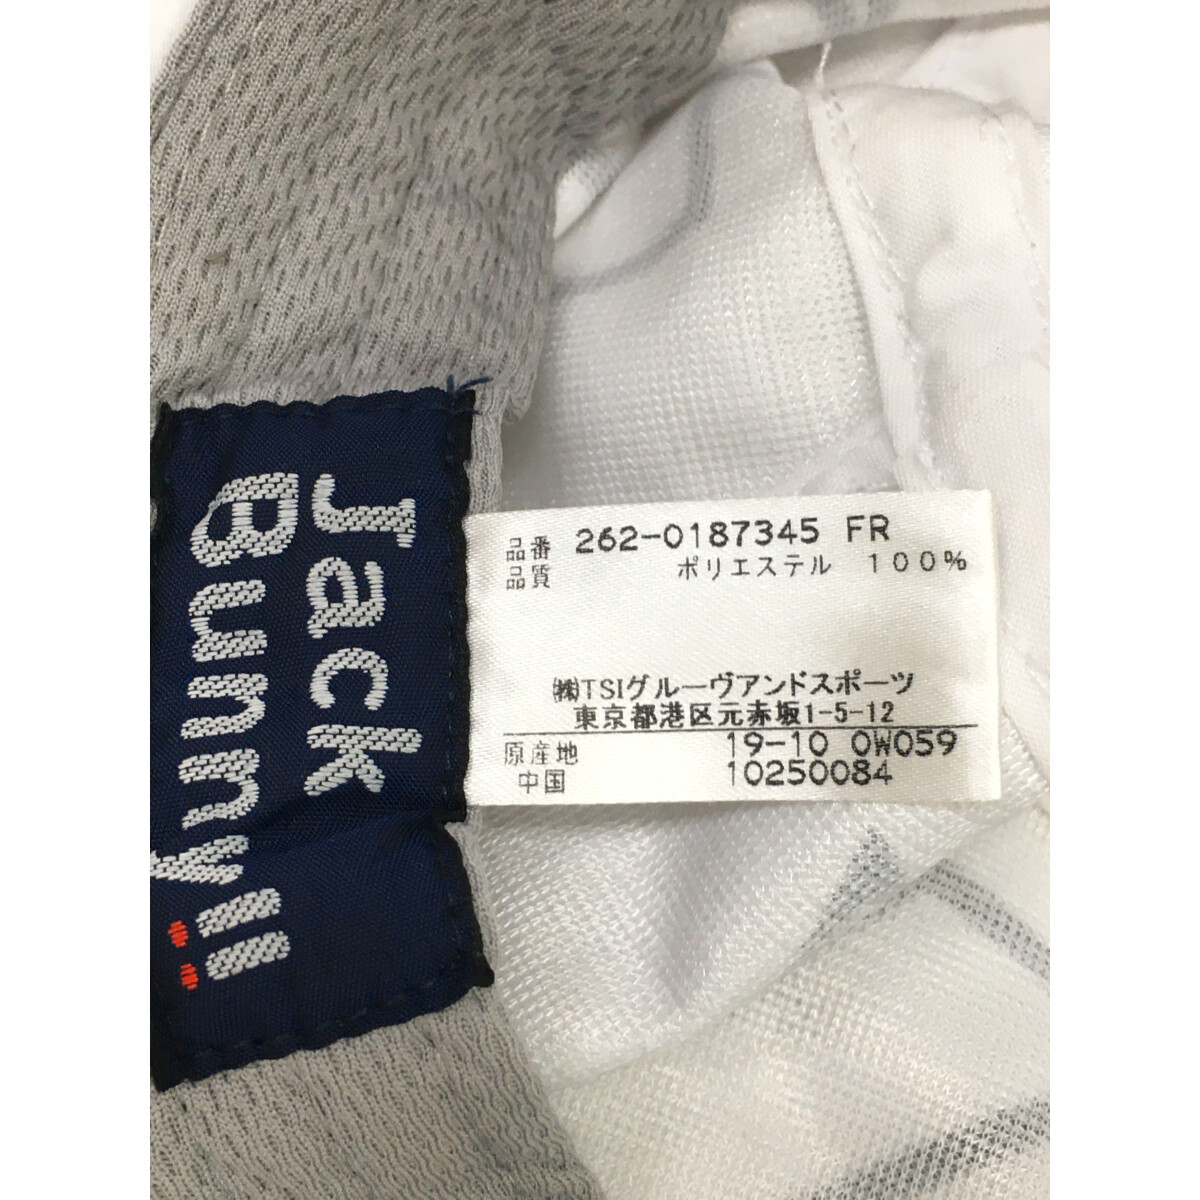 Jack
Bunny!!
品番 262-0187345 FR
品質 ポリエステル 100%
㈱TSIグルーヴアンドスポーツ
東京都港区元赤坂1-5-12
原産地 19-10 0W059
中国 10250084